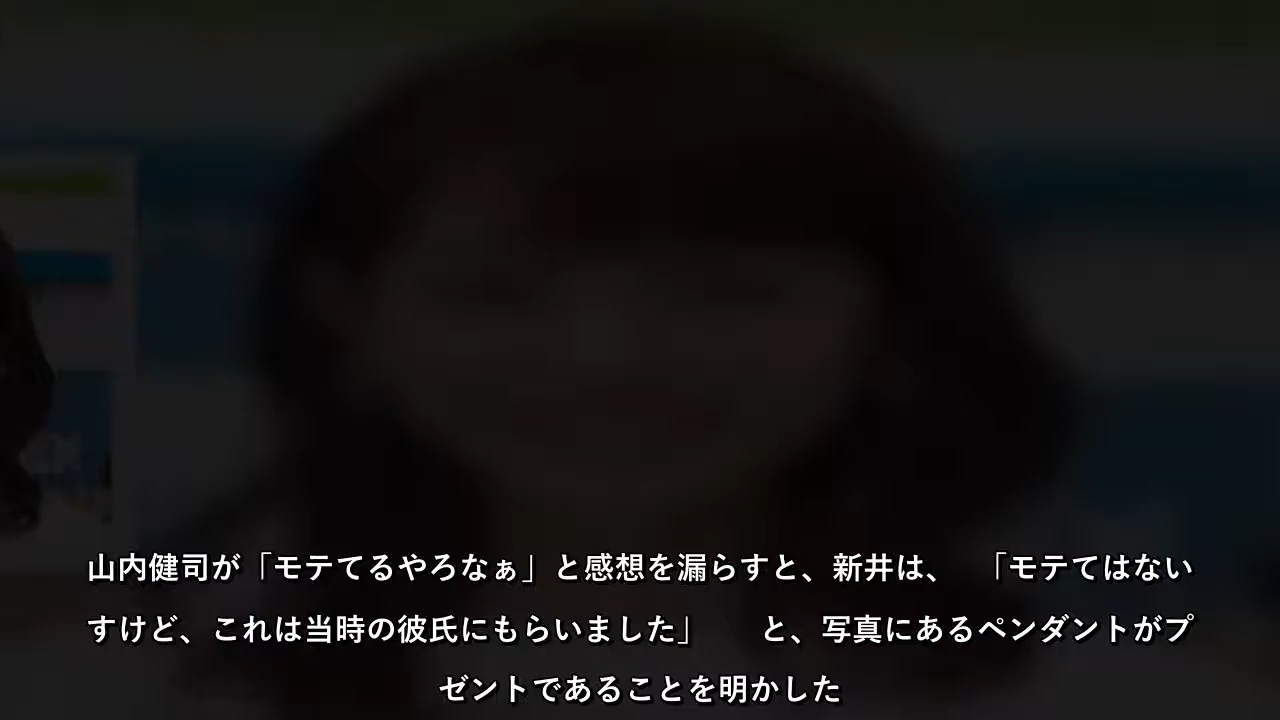 山内健司が「モテてるやろなぁ」と感想を漏らすと、新井は、　「モテてはない
すけど、これは当時の彼氏にもらいました」　　と、写真にあるペンダントがプ
ゼントであることを明かした